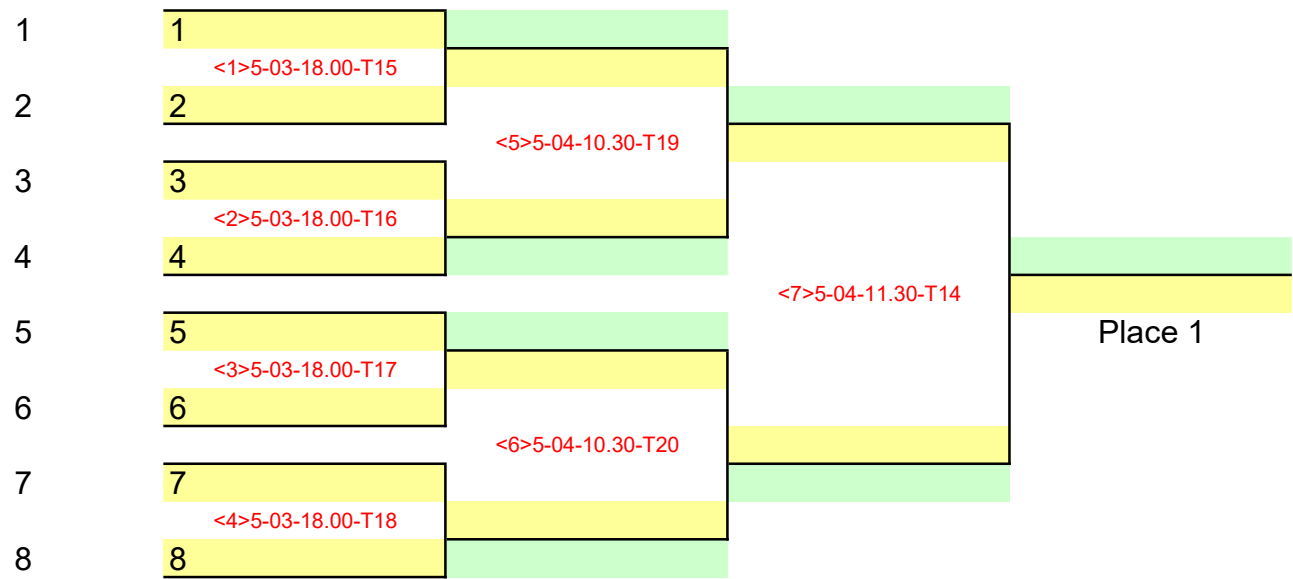 1 1
<1>5-03-18.00-T15
2 2
<5>5-04-10.30-T19
3 3
<2>5-03-18.00-T16
4 4
<7>5-04-11.30-T14
5 5 Place 1
<3>5-03-18.00-T17
6 6
<6>5-04-10.30-T20
7 7
<4>5-03-18.00-T18
8 8